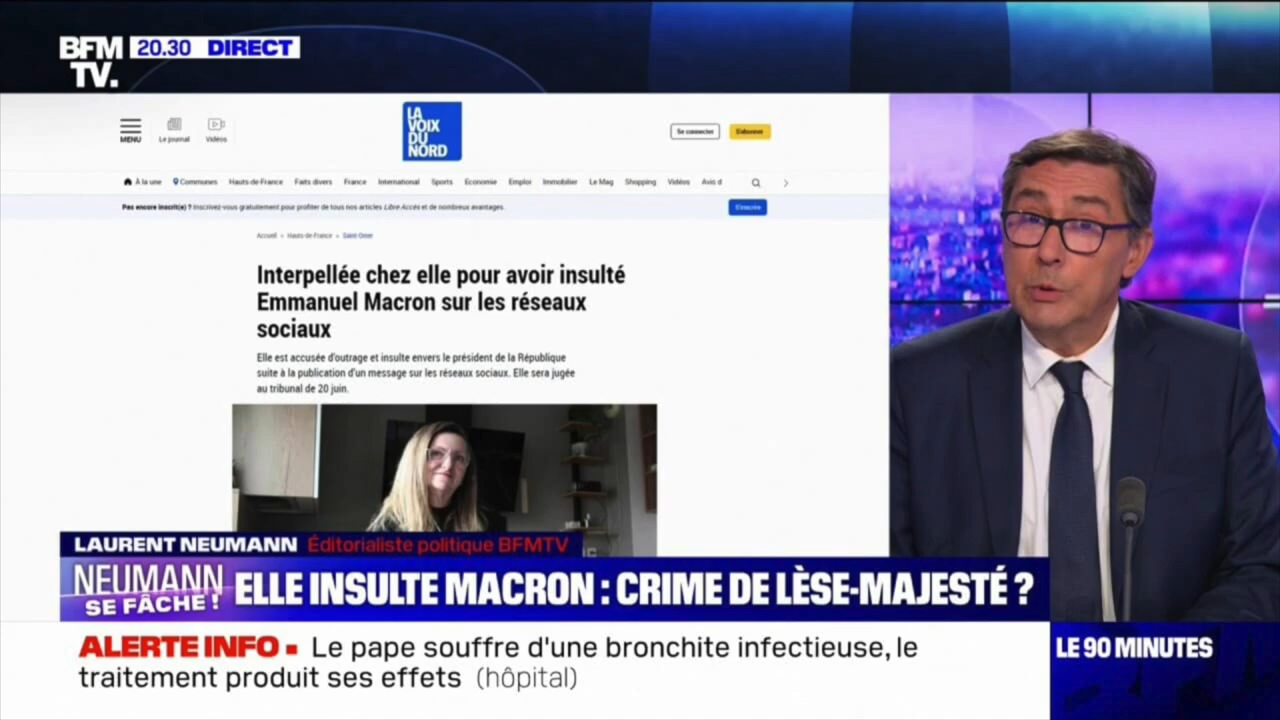 BFM
TV.
20.30 DIRECT
MENU
Le journal
Vidéos
LA
VOIX
DU
NORD
Se connecter
S'abonner
À la une Communes Hauts-de-France Faits divers France International Sports Economie Emploi Immobilier Le Mag Shopping Vidéos Avis d
Pas encore inscrit(e) ? Inscrivez-vous gratuitement pour profiter de tous nos articles Libre Accès et de nombreux avantages.
S'inscrire
Accueil > Hauts-de-France > Saint-Omer
Interpellée chez elle pour avoir insulté
Emmanuel Macron sur les réseaux
sociaux
Elle est accusée d'outrage et insulte envers le président de la République
suite à la publication d'un message sur les réseaux sociaux. Elle sera jugée
au tribunal de 20 juin.
LAURENT NEUMANN Éditorialiste politique BFMTV
NEUMANN
SE FÂCHE !
ELLE INSULTE MACRON : CRIME DE LÈSE-MAJESTÉ ?
ALERTE INFO Le pape souffre d'une bronchite infectieuse, le
traitement produit ses effets (hôpital)
LE 90 MINUTES